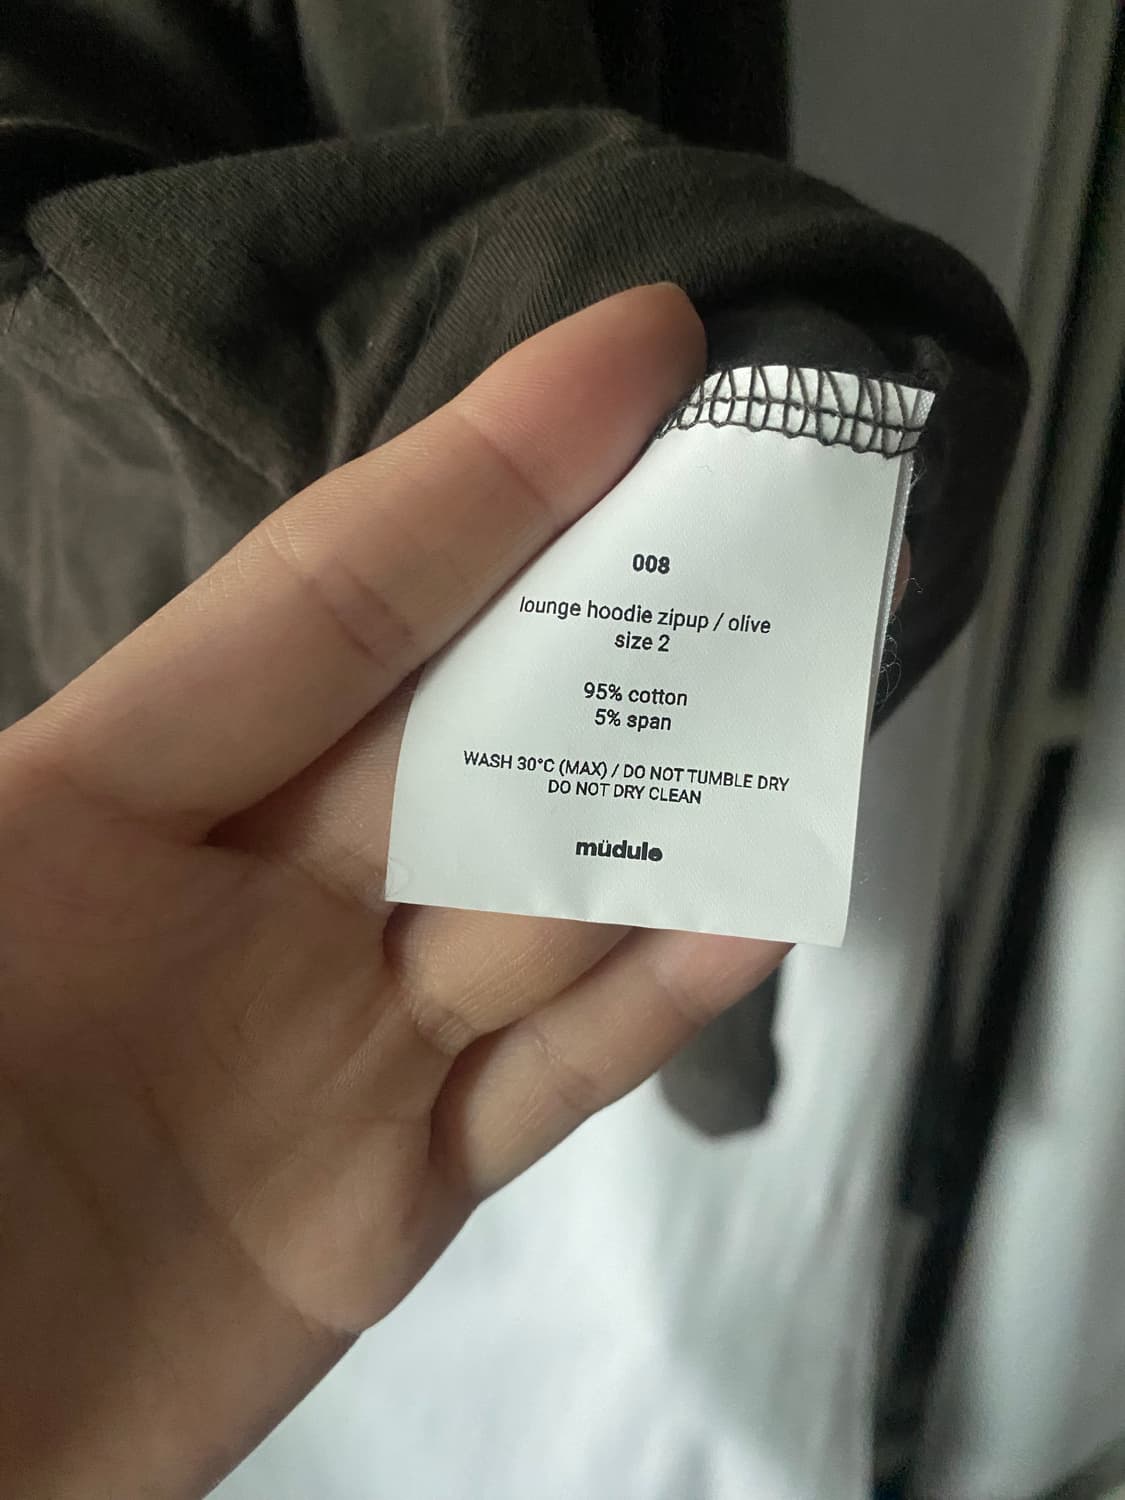 008
lounge hoodie zipup / olive
size 2
95% cotton
5% span
WASH 30°C (MAX) / DO NOT TUMBLE DRY
DO NOT DRY CLEAN
müdule